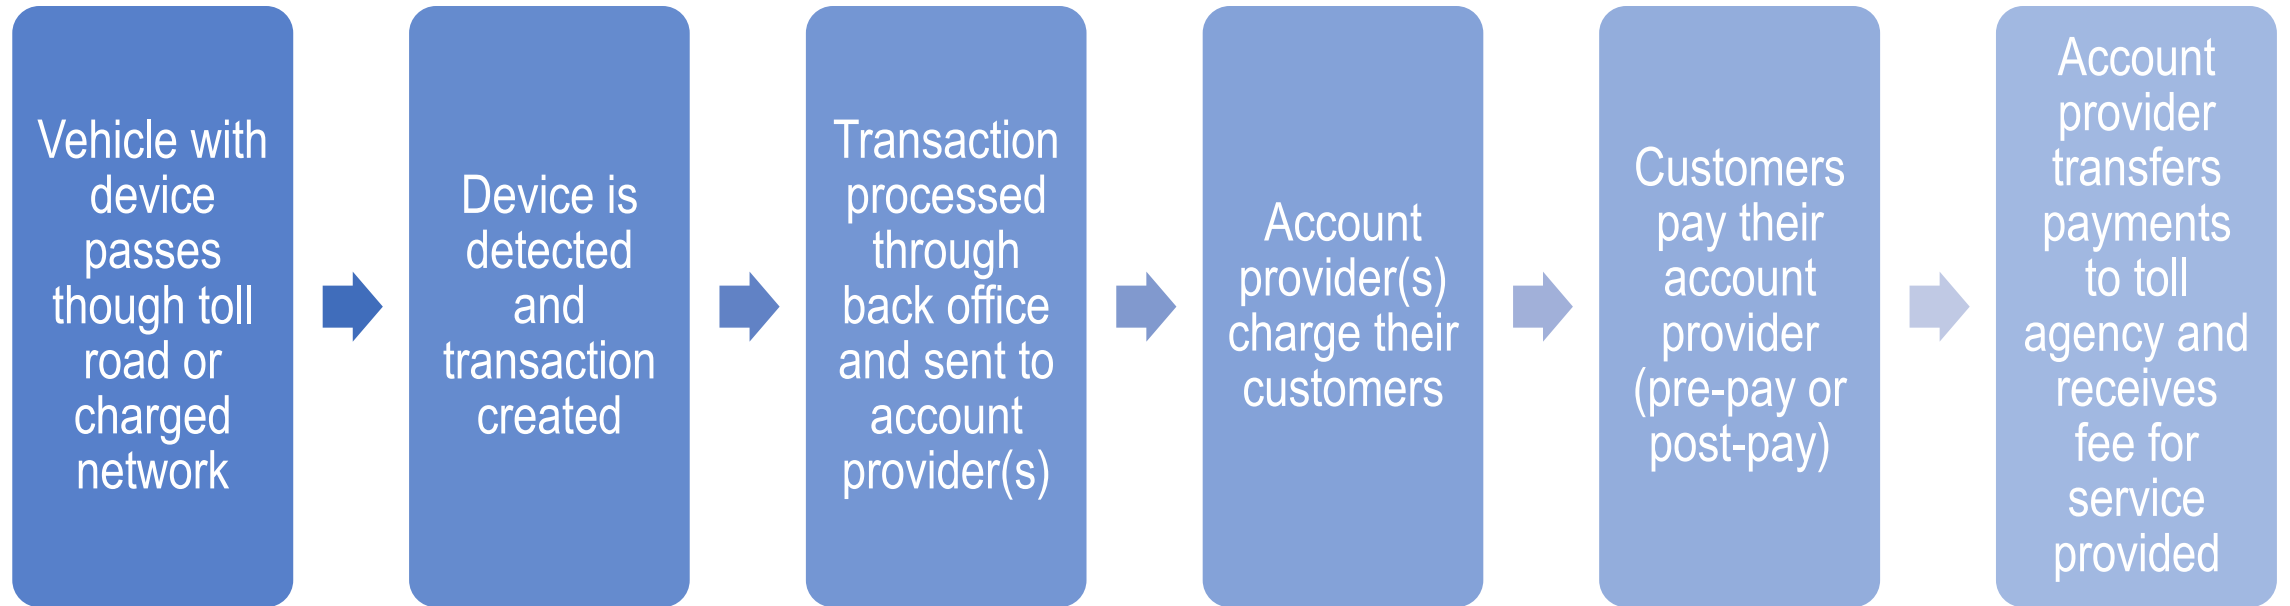 Vehicle with
device
passes
though toll
road or
charged
network
Device is
detected
and
transaction
created
Transaction
processed
through
back office
and sent to
account
provider(s)
Account
provider(s)
charge their
customers
Customers
pay their
account
provider
(pre-pay or
post-pay)
Account
provider
transfers
payments
to toll
agency and
receives
fee for
service
provided